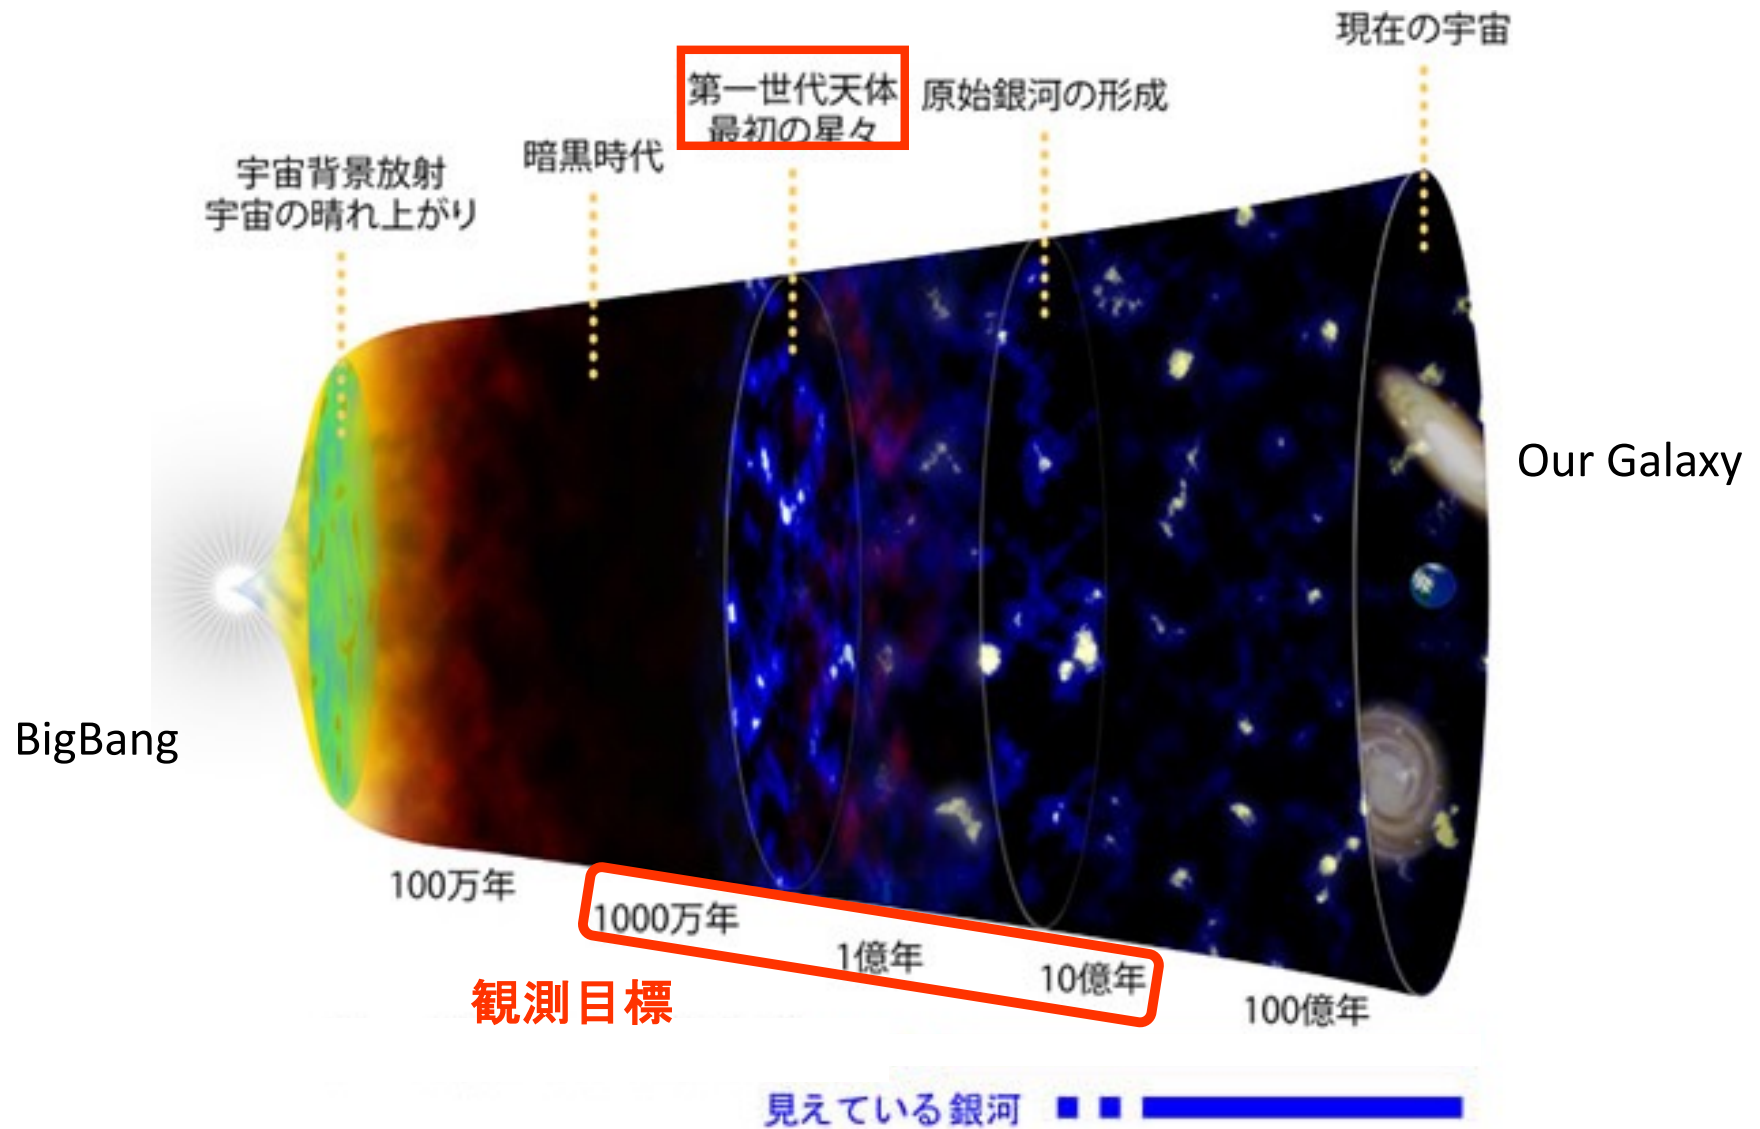 現在の宇宙
第一世代天体
最初の星々
原始銀河の形成
暗黒時代
宇宙背景放射
宇宙の晴れ上がり
Our Galaxy
BigBang
100万年
1000万年
1億年
10億年
100億年
観測目標
見えている銀河